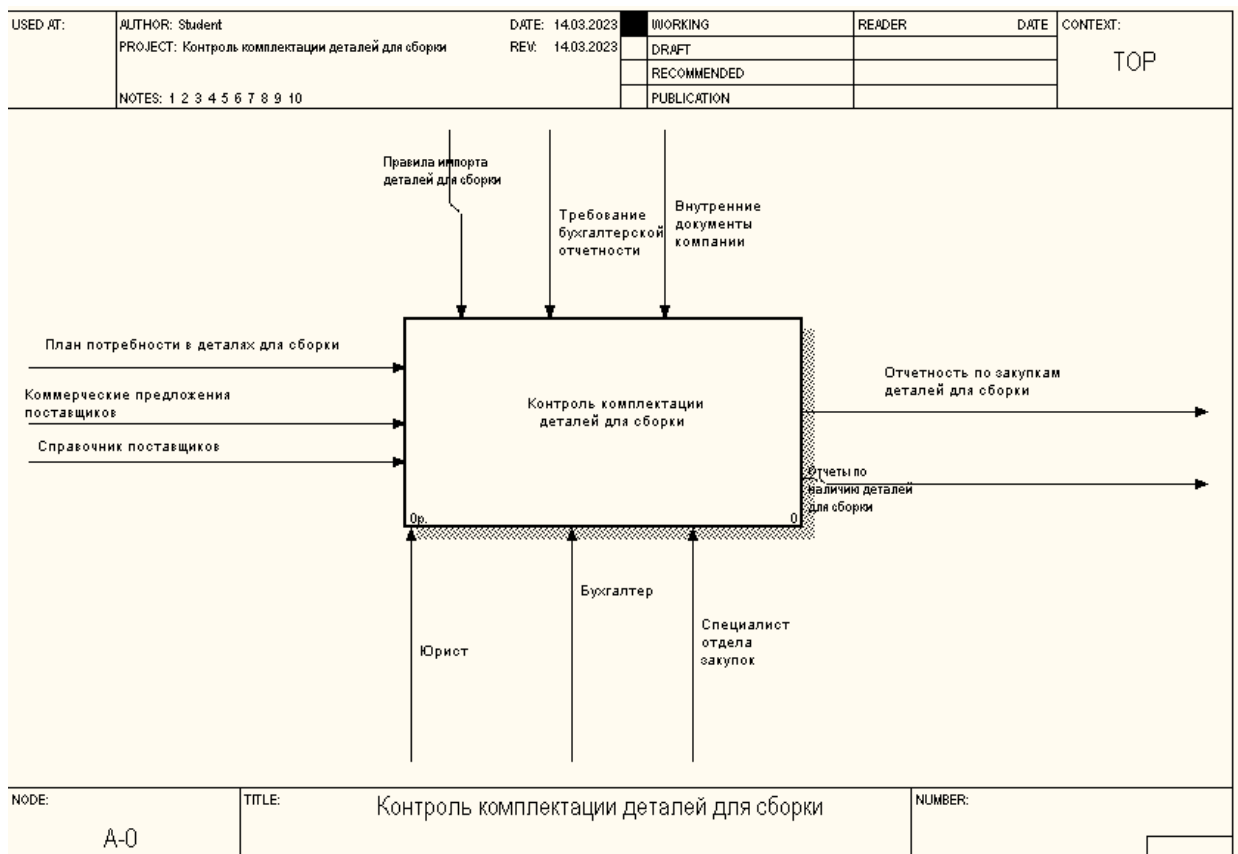 USED AT:
AUTHOR: Student
DATE: 14.03.2023
WORKING
READER
DATE
CONTEXT:
PROJECT: Контроль комплектации деталей для сборки
REV: 14.03.2023
DRAFT
TOP
RECOMMENDED
NOTES: 1 2 3 4 5 6 7 8 9 10
PUBLICATION
Правила импорта
деталей для сборки
Требование
бухгалтерской
отчетности
Внутренние
документы
компании
План потребности в деталях для сборки
Коммерческие предложения
поставщиков
Справочник поставщиков
Контроль комплектации
деталей для сборки
0р.
0
Отчетность по закупкам
деталей для сборки
Отчеты по
наличию деталей
для сборки
Юрист
Бухгалтер
Специалист
отдела
закупок
NODE:
TITLE:
NUMBER:
A-0
Контроль комплектации деталей для сборки